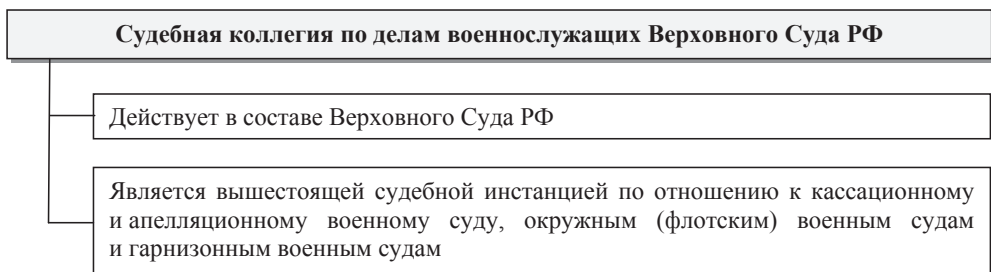 Судебная коллегия по делам военнослужащих Верховного Суда РФ
Действует в составе Верховного Суда РФ
Является вышестоящей судебной инстанцией по отношению к кассационному
и апелляционному военному суду, окружным (флотским) военным судам
и гарнизонным военным судам